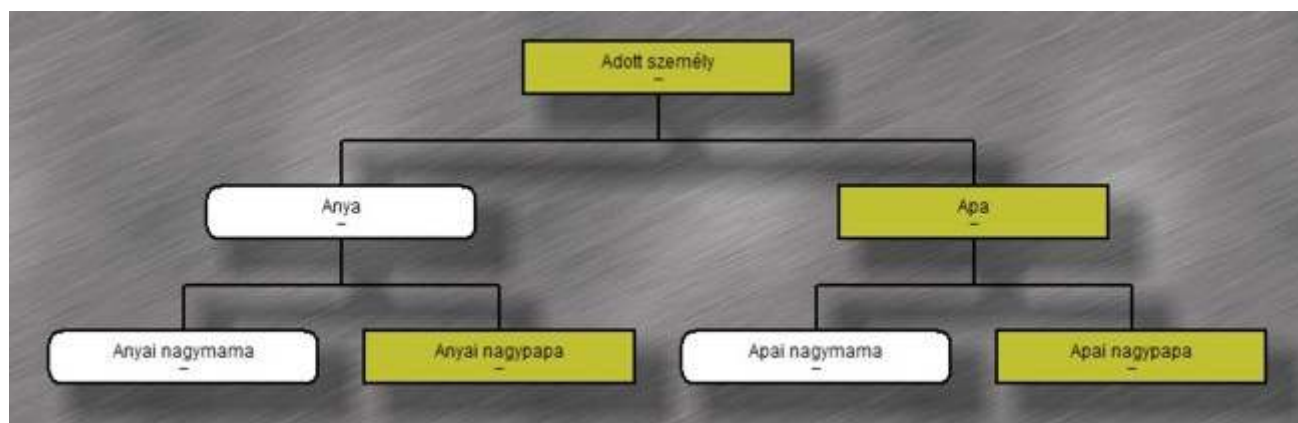 Adott személy
–
Anya
–
Apa
–
Anyai nagymama
–
Anyai nagypapa
–
Apai nagymama
–
Apai nagypapa
–